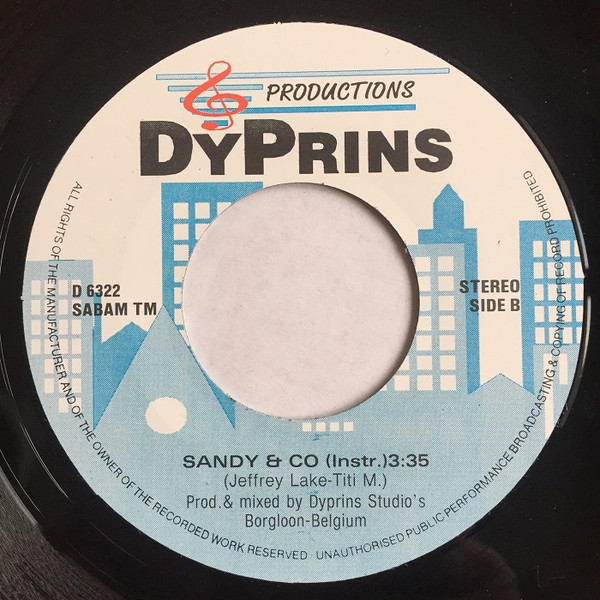 PRODUCTIONS
DYPRINS
D 6322
SABAM TM
STEREO
SIDE B
SANDY & CO (Instr.)3:35
(Jeffrey Lake-Titi M.)
Prod.& mixed by Dyprins Studio's
Borgloon-Belgium
ALL RIGHTS OF THE MANUFACTURER AND OF THE OWNER OF THE RECORDED WORK RESERVED · UNAUTHORISED PUBLIC PERFORMANCE BROADCASTING & COPYING OF RECORD PROHIBITED